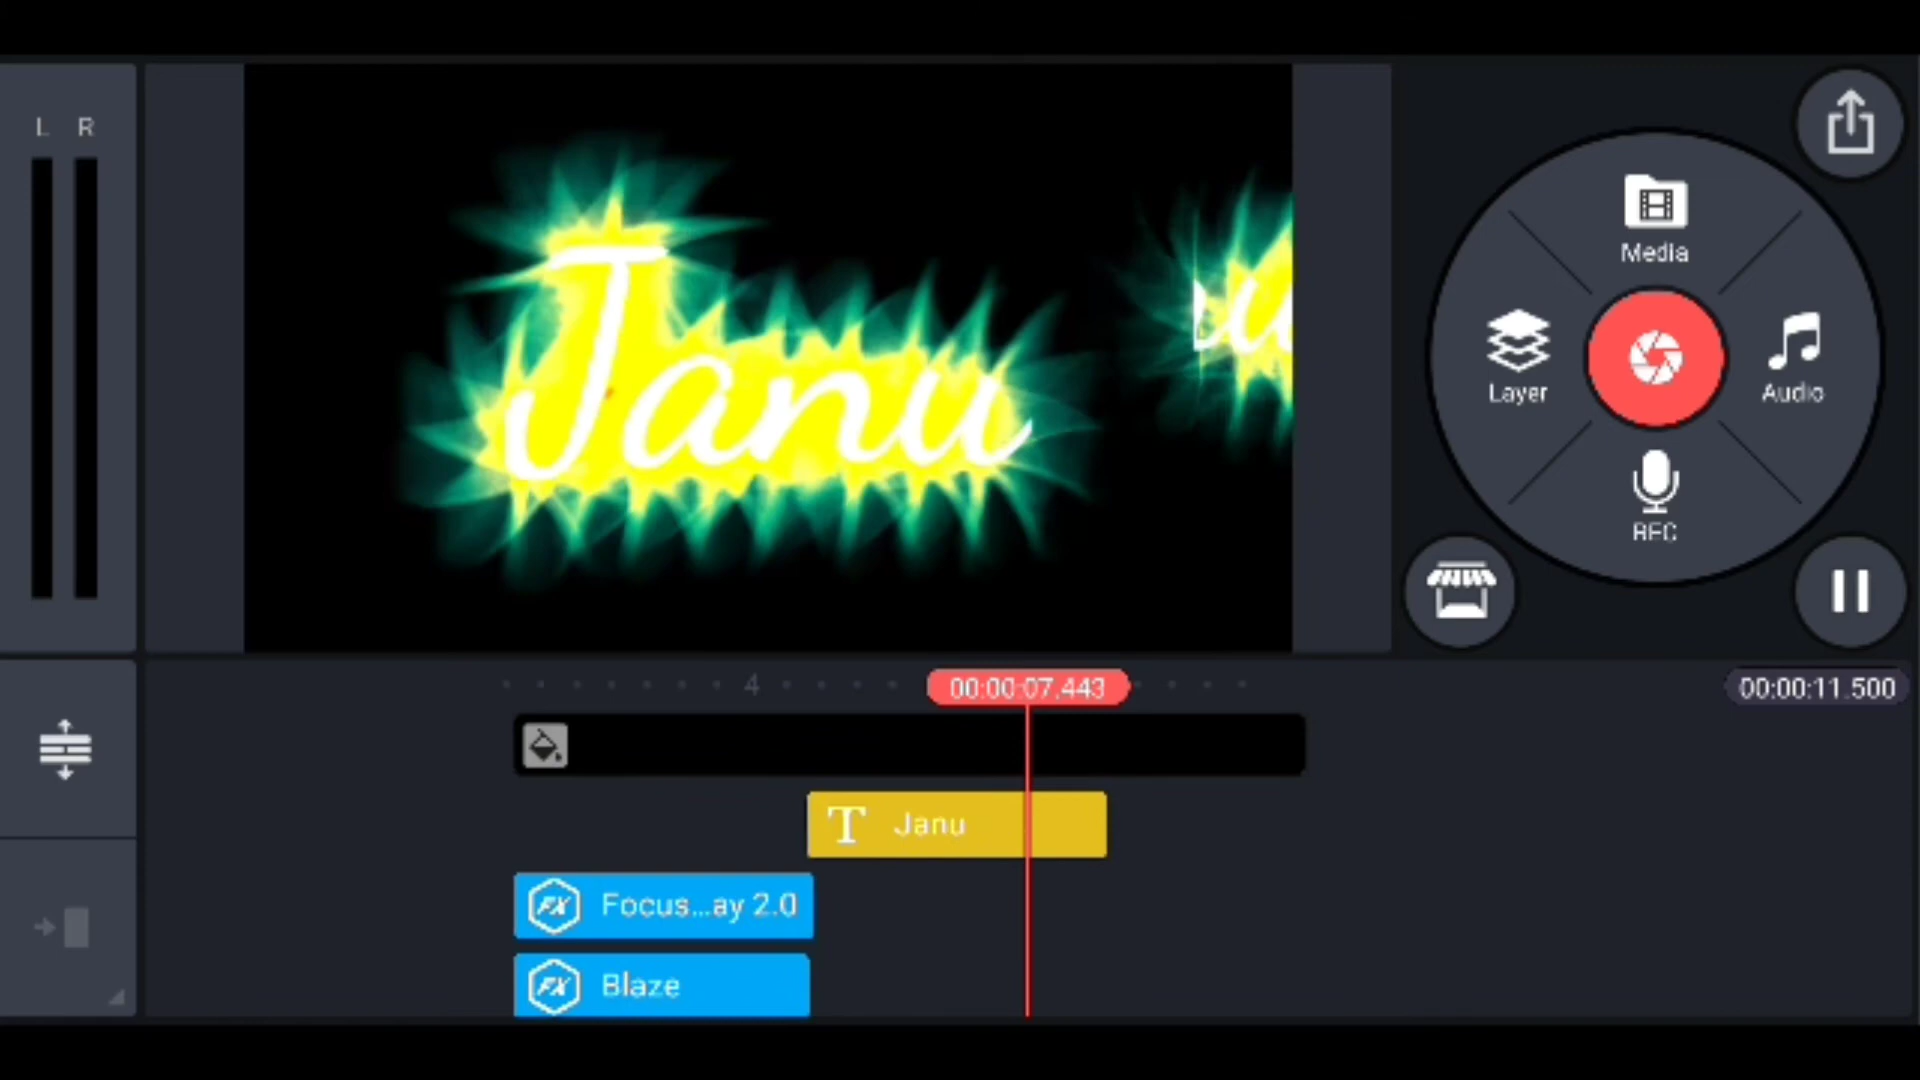 L R
Janu
u
Media
Layer
Audio
REC
4
00:00:07.443
00:00:11.500
T Janu
FX Focus...ay 2.0
FX Blaze